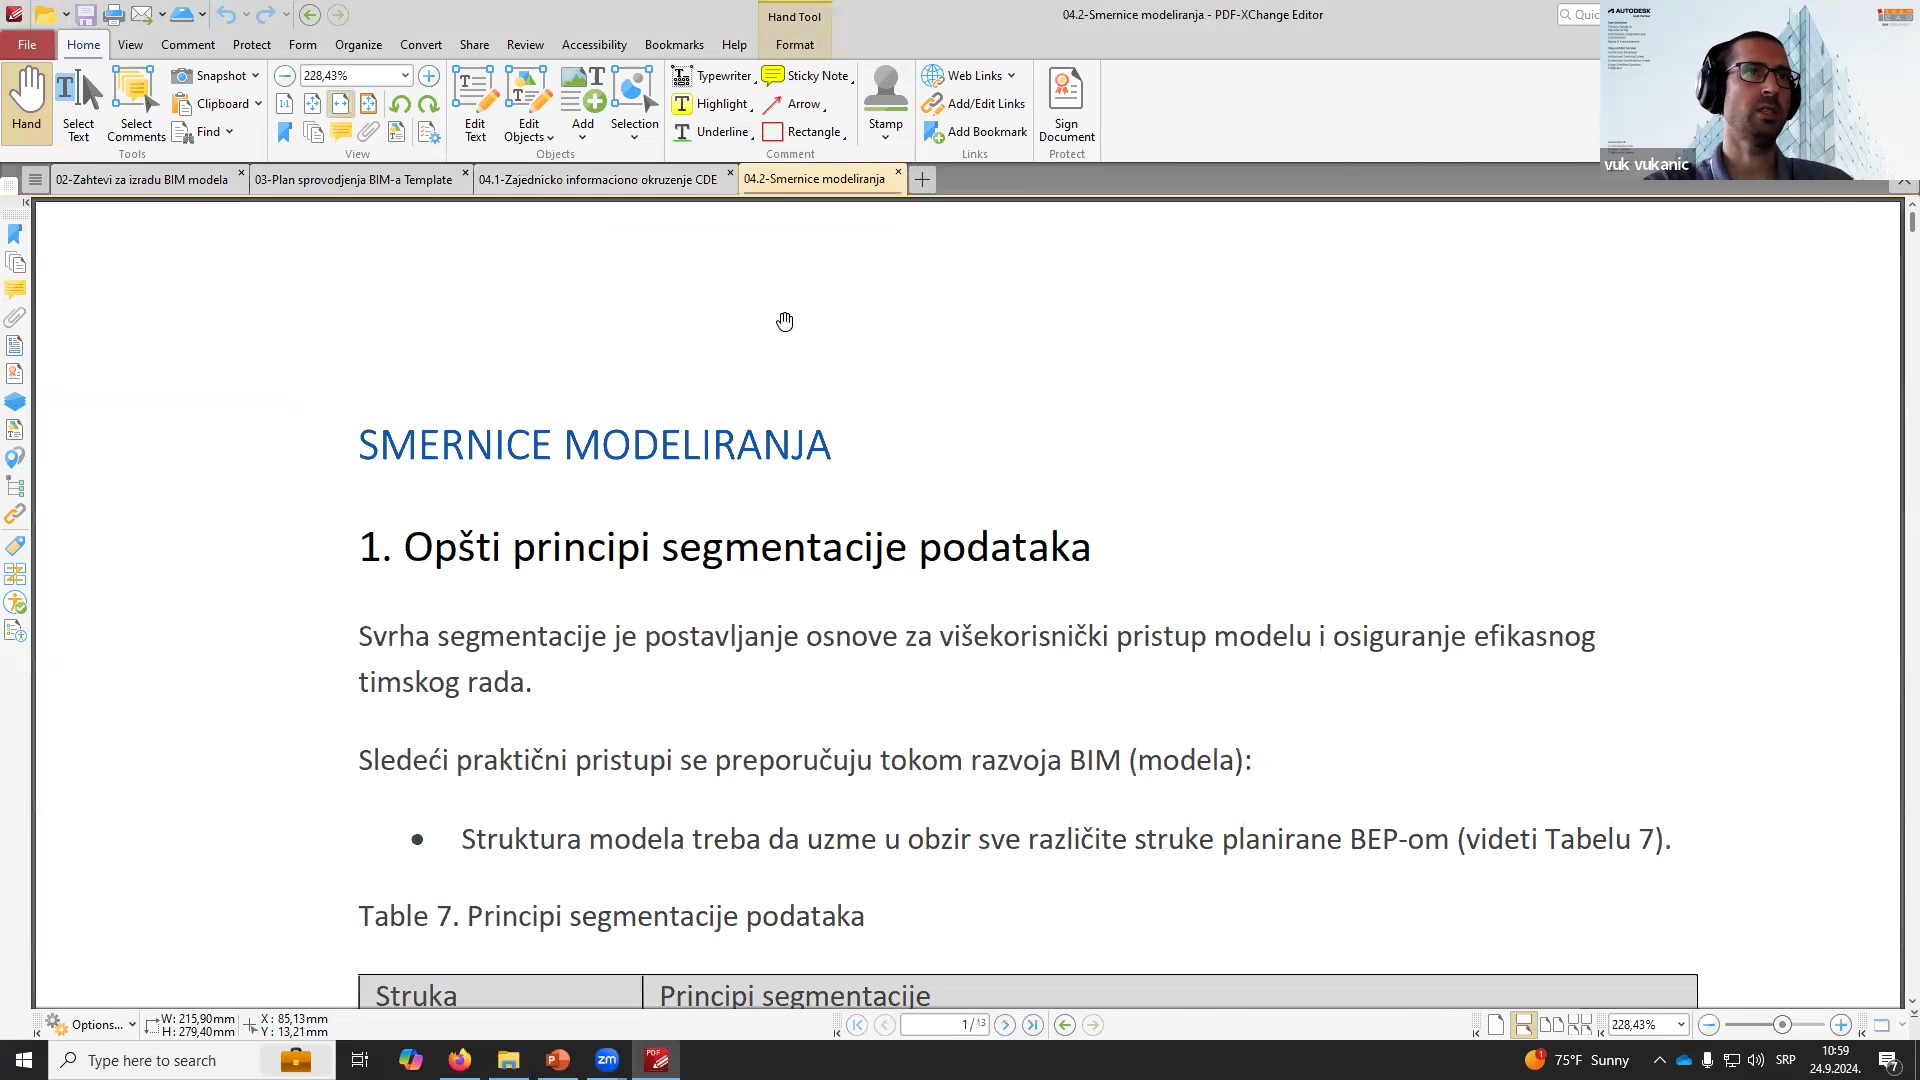 Hand Tool
04.2-Smernice modeliranja - PDF-XChange Editor
Quic
AUTODESK
File
Home
View
Comment
Protect
Form
Organize
Convert
Share
Review
Accessibility
Bookmarks
Help
Format
Hand
Select Text
Select Comments
Snapshot
Clipboard
Find
Tools
228,43%
View
Edit Text
Edit Objects
Add
Selection
Objects
Typewriter
Highlight
Underline
Sticky Note
Arrow
Rectangle
Stamp
Comment
Web Links
Add/Edit Links
Add Bookmark
Links
Sign Document
Protect
vuk vukanic
02-Zahtevi za izradu BIM modela
03-Plan sprovodjenja BIM-a Template
04.1-Zajednicko informaciono okruzenje CDE
04.2-Smernice modeliranja
SMERNICE MODELIRANJA
1. Opšti principi segmentacije podataka
Svrha segmentacije je postavljanje osnove za višekorisnički pristup modelu i osiguranje efikasnog
timskog rada.
Sledeći praktični pristupi se preporučuju tokom razvoja BIM (modela):
• Struktura modela treba da uzme u obzir sve različite struke planirane BEP-om (videti Tabelu 7).
Table 7. Principi segmentacije podataka
Struka
Principi segmentacije
Options...
W: 215,90mm
H: 279,40mm
X: 85,13mm
Y: 13,21mm
1/13
228,43%
Type here to search
75°F Sunny
SRP
10:59
24.9.2024.
7